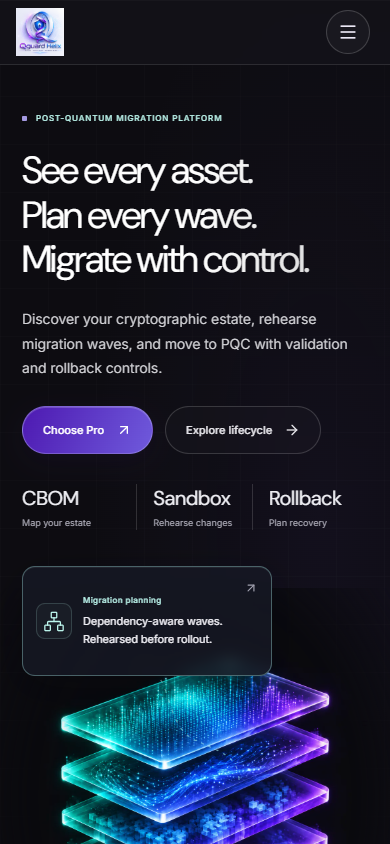 Qguard Helix
POST-QUANTUM MIGRATION PLATFORM
See every asset.
Plan every wave.
Migrate with control.
Discover your cryptographic estate, rehearse
migration waves, and move to PQC with validation
and rollback controls.
Choose Pro
Explore lifecycle
CBOM
Map your estate
Sandbox
Rehearse changes
Rollback
Plan recovery
Migration planning
Dependency-aware waves.
Rehearsed before rollout.